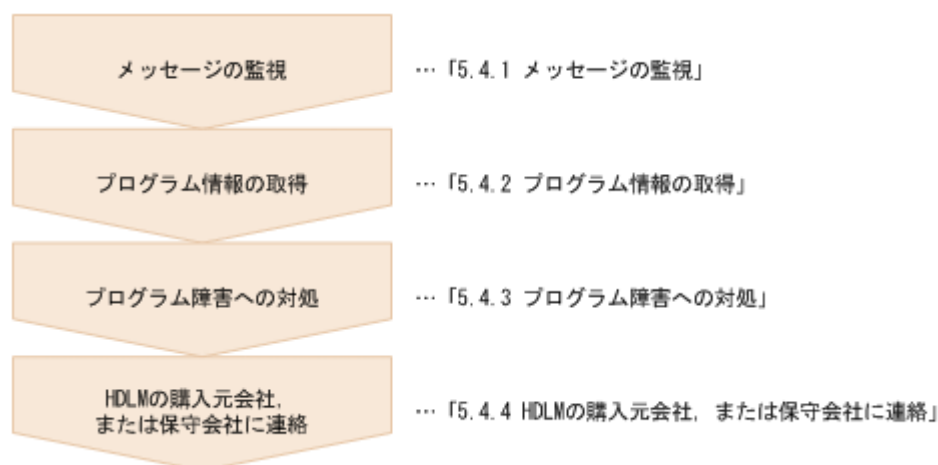 メッセージの監視 …「5.4.1 メッセージの監視」
プログラム情報の取得 …「5.4.2 プログラム情報の取得」
プログラム障害への対処 …「5.4.3 プログラム障害への対処」
HDLMの購入元会社,
または保守会社に連絡 …「5.4.4 HDLMの購入元会社, または保守会社に連絡」